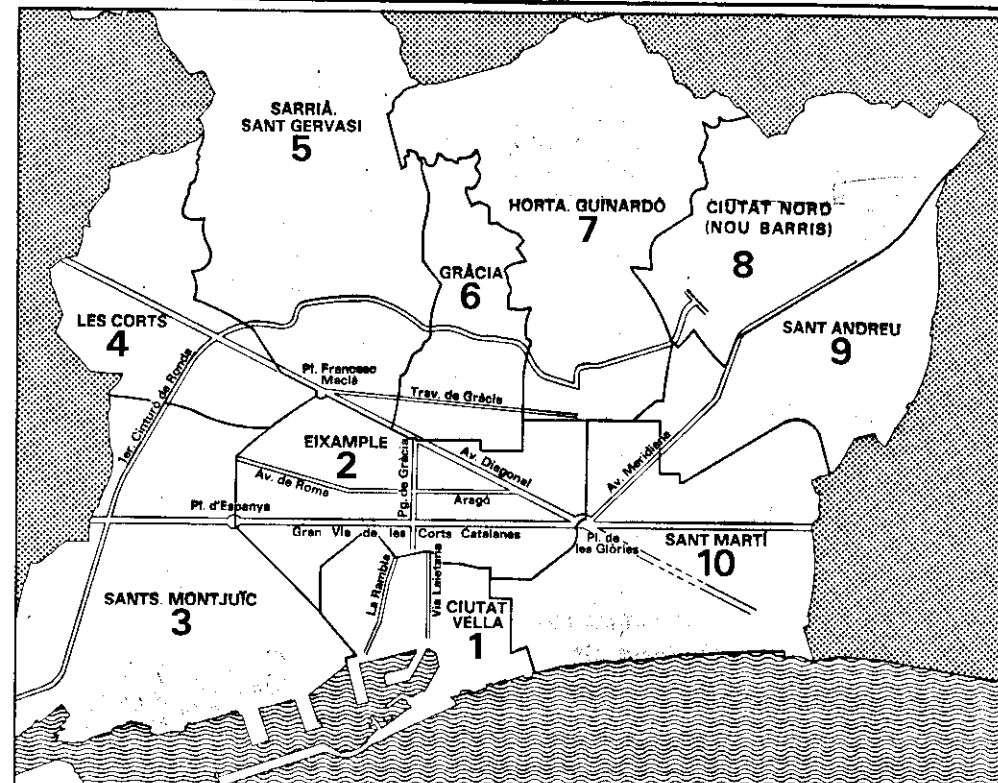 SARRIÀ.
SANT GERVASI
5
HORTA. GUINARDÓ
7
CIUTAT NORD
(NOU BARRIS)
8
GRÀCIA
6
LES CORTS
4
SANT ANDREU
9
1er. Cinturó de Ronda
Pl. Francesc
Macià
Trav. de Gràcia
EIXAMPLE
2
Av. de Roma
Pg. de Gràcia
Av. Diagonal
Aragó
Av. Meridiana
Pl. d'Espanya
Gran Via de les Corts Catalanes
Pl. de
les Glòries
SANT MARTÍ
10
SANTS. MONTJUÏC
3
La Rambla
Via Laietana
CIUTAT
VELLA
1